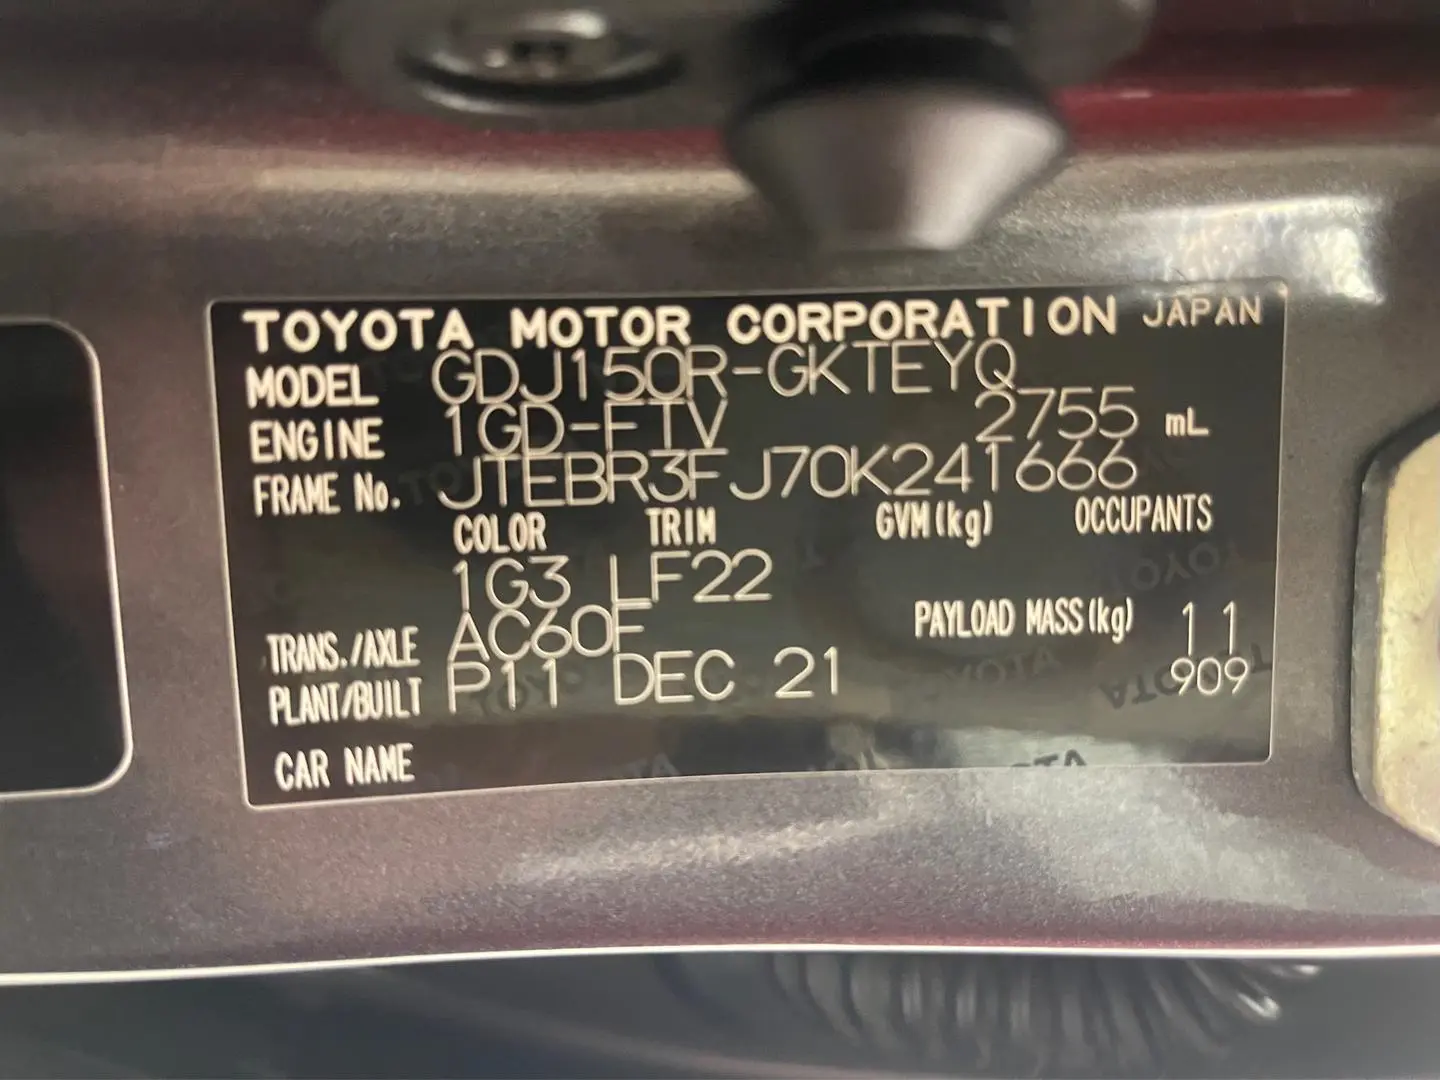 TOYOTA MOTOR CORPORATION JAPAN
MODEL GDJ150R-GKTEYQ
ENGINE 1GD-FTV 2755 mL
FRAME No. JTEBR3FJ70K241666
COLOR TRIM GVM(kg) OCCUPANTS
1G3 LF22
TRANS./AXLE AC60F PAYLOAD MASS(kg) 11
PLANT/BUILT P11 DEC 21 909
CAR NAME